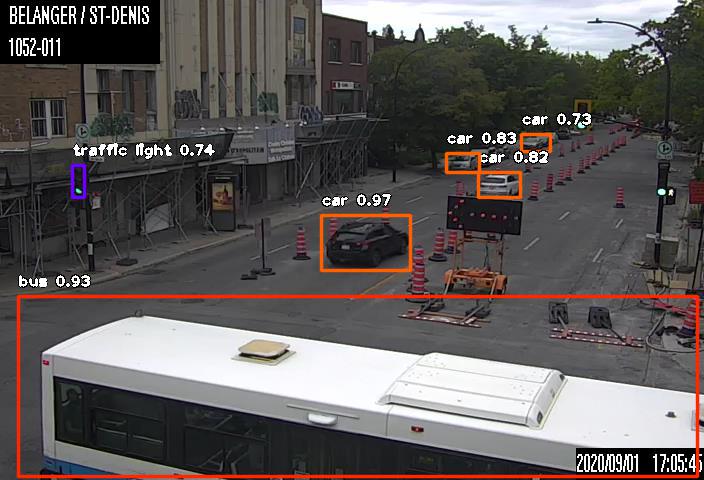 BELANGER / ST-DENIS
1052-011
car 0.73
car 0.83
car 0.82
traffic light 0.74
car 0.97
bus 0.93
2020/09/01 17:05:45